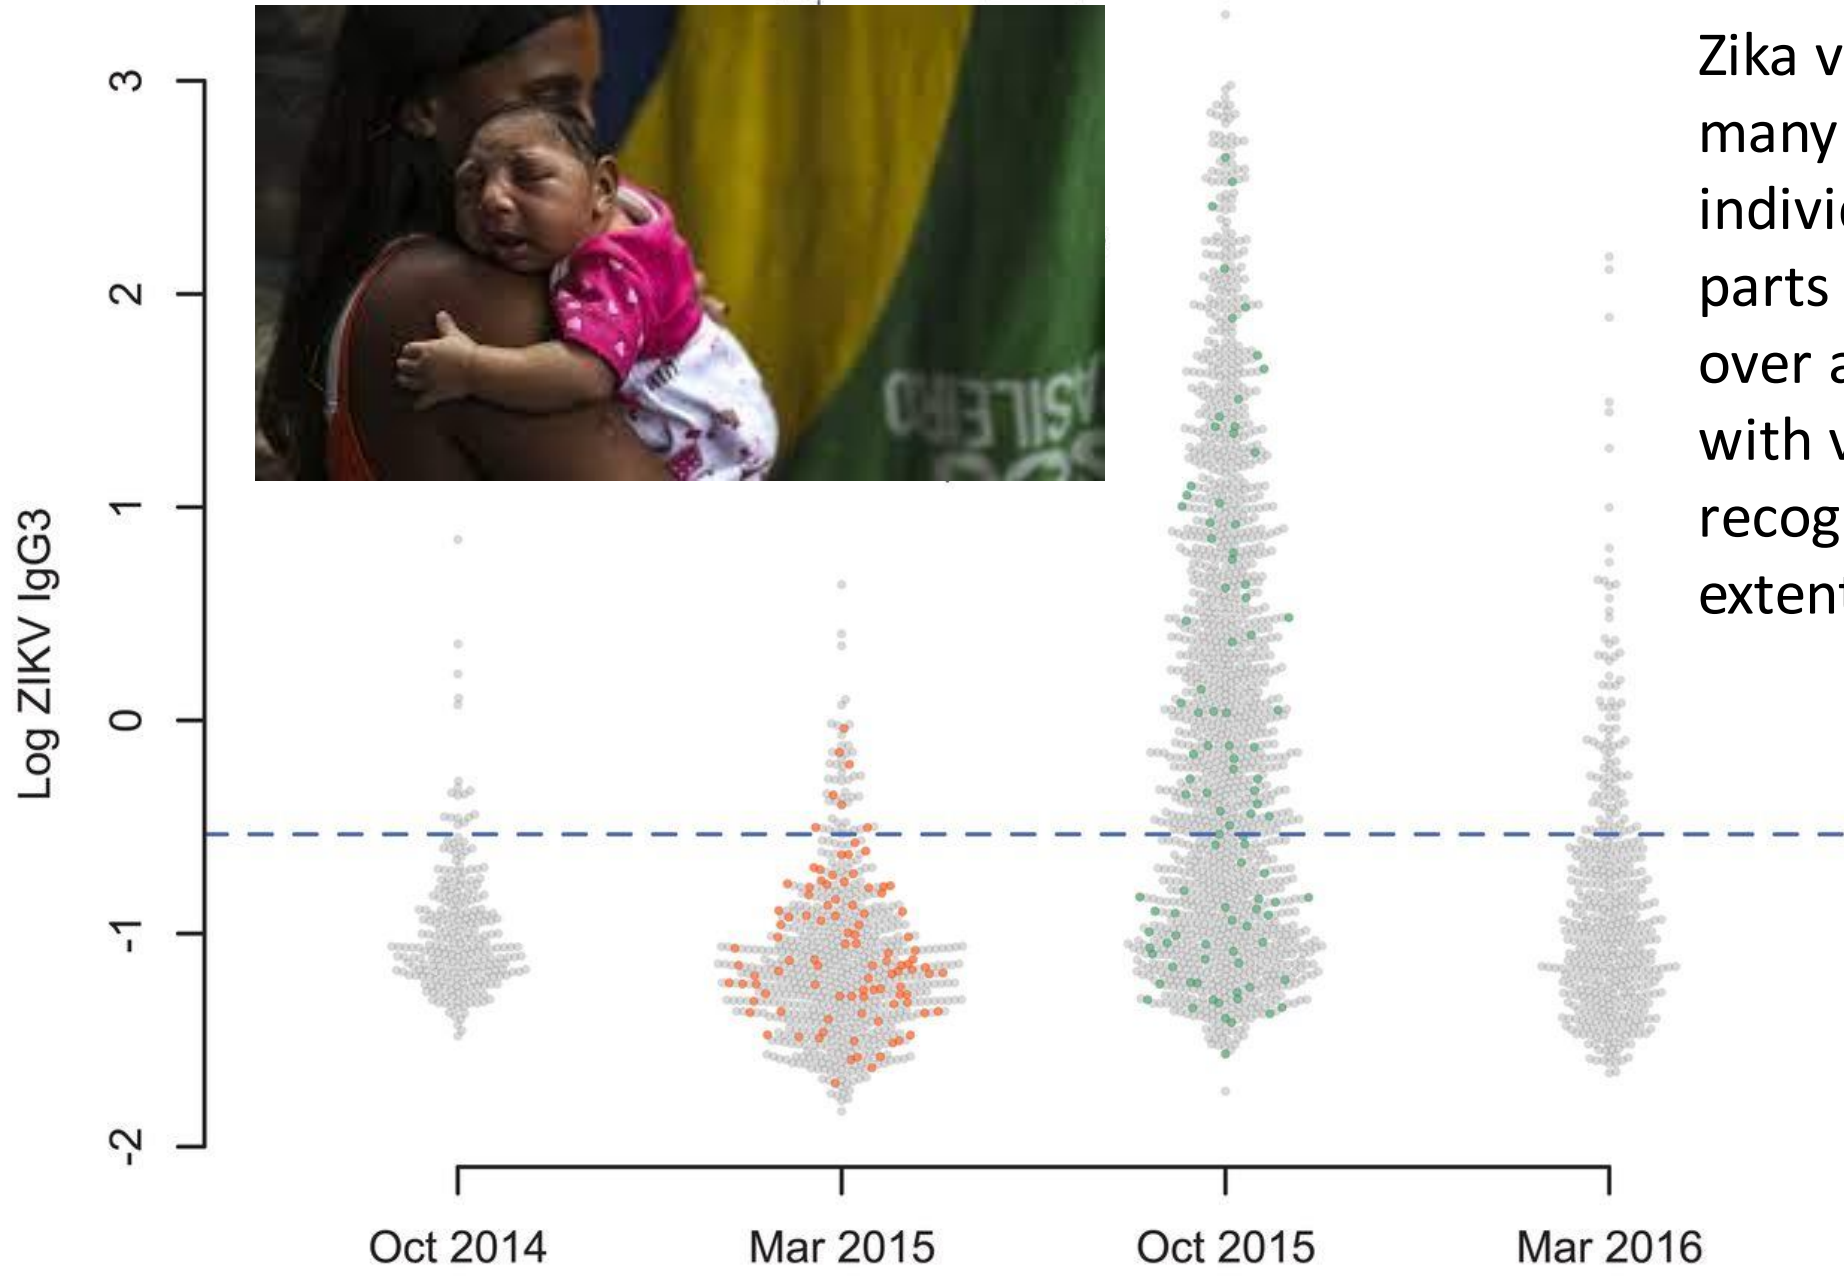 Zika v
many
indivi
parts
over a
with v
recog
extent
3
2
1
0
-1
-2
Log ZIKV IgG3
ASILEIRO
Oct 2014
Mar 2015
Oct 2015
Mar 2016